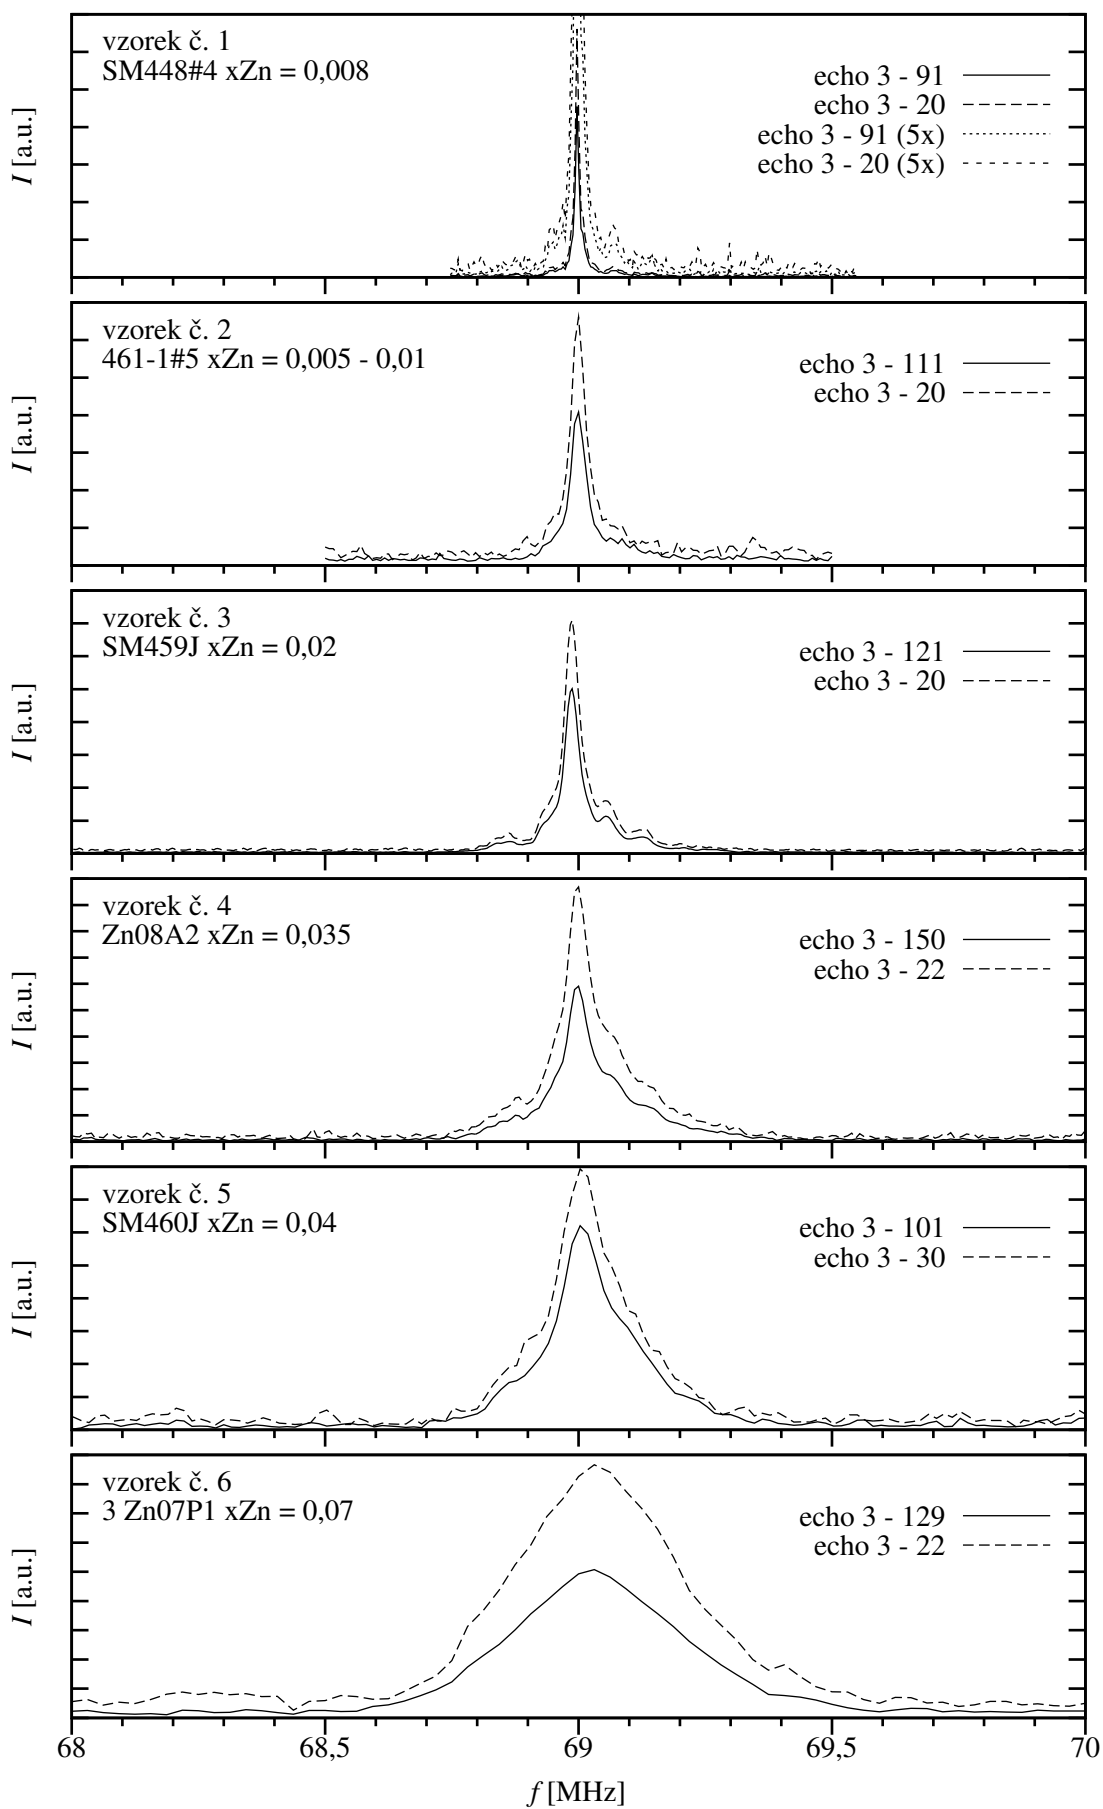 vzorek č. 1
SM448#4 xZn = 0,008
echo 3 - 91
echo 3 - 20
echo 3 - 91 (5x)
echo 3 - 20 (5x)
I [a.u.]
vzorek č. 2
461-1#5 xZn = 0,005 - 0,01
echo 3 - 111
echo 3 - 20
I [a.u.]
vzorek č. 3
SM459J xZn = 0,02
echo 3 - 121
echo 3 - 20
I [a.u.]
vzorek č. 4
Zn08A2 xZn = 0,035
echo 3 - 150
echo 3 - 22
I [a.u.]
vzorek č. 5
SM460J xZn = 0,04
echo 3 - 101
echo 3 - 30
I [a.u.]
vzorek č. 6
3 Zn07P1 xZn = 0,07
echo 3 - 129
echo 3 - 22
I [a.u.]
68 68,5 69 69,5 70
f [MHz]